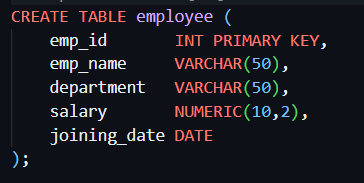 CREATE TABLE employee (
    emp_id      INT PRIMARY KEY,
    emp_name    VARCHAR(50),
    department  VARCHAR(50),
    salary      NUMERIC(10,2),
    joining_date DATE
);